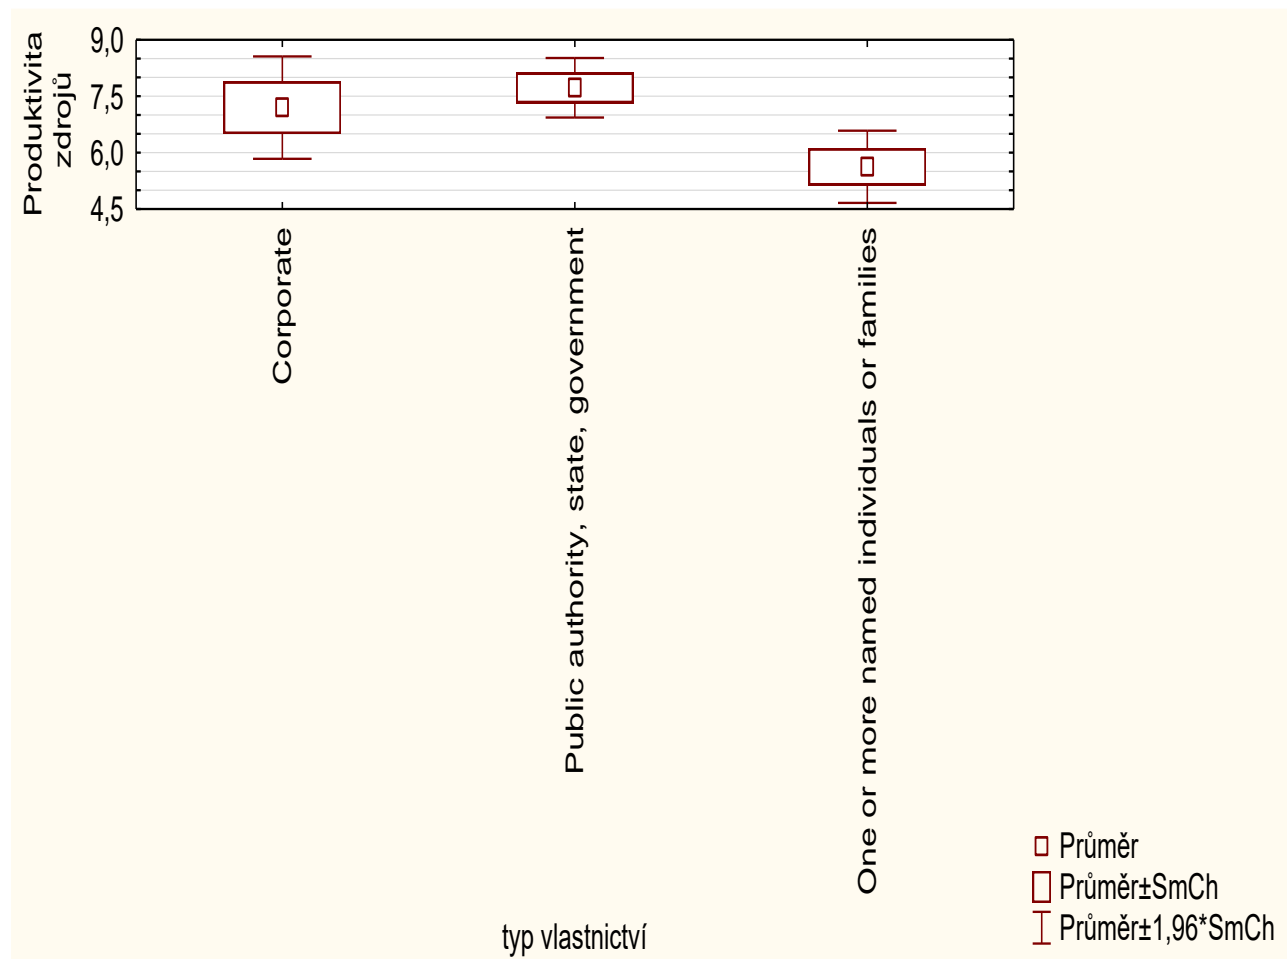 Produktivita
zdrojů
9,0
7,5
6,0
4,5
Corporate
Public authority, state, government
One or more named individuals or families
typ vlastnictví
Průměr
Průměr±SmCh
Průměr±1,96*SmCh